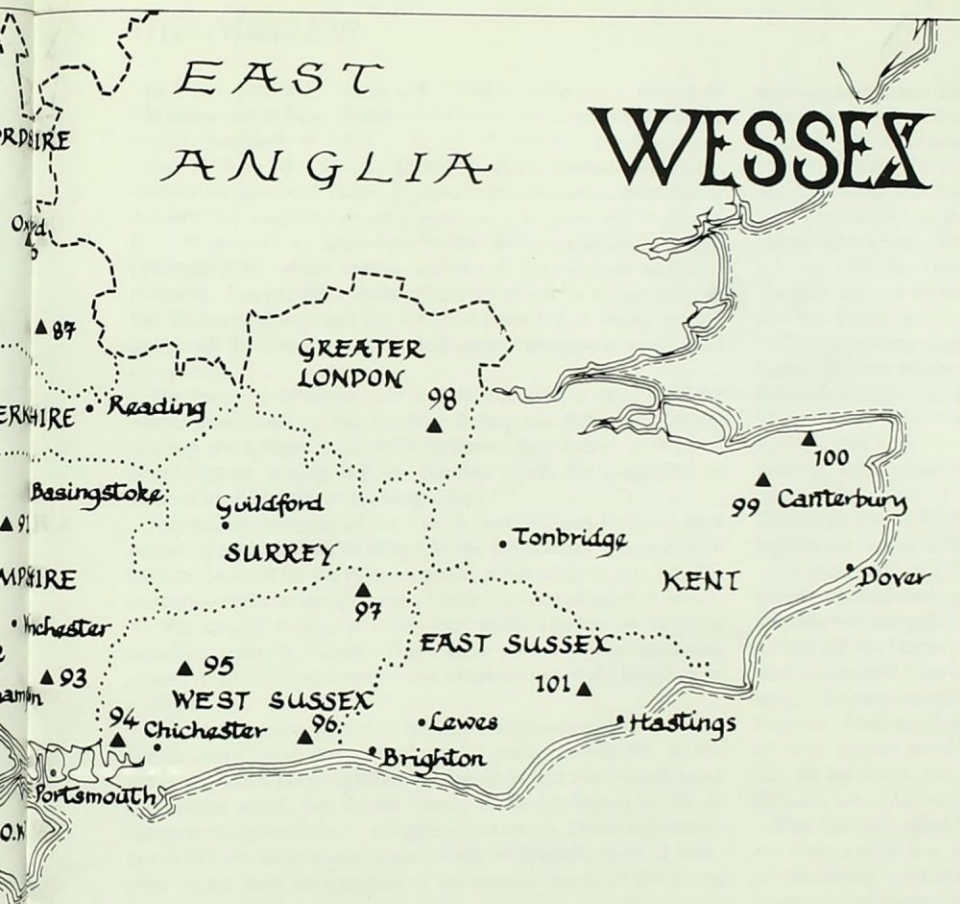 EAST
ANGLIA
WESSEX
87
GREATER
LONDON
Reading
98
100
99 Canterbury
Basingstoke
Guildford
SURREY
Tonbridge
KENT
Dover
97
EAST SUSSEX
95
93
WEST SUSSEX
101
94
Chichester
96
Lewes
Hastings
Brighton
Portsmouth